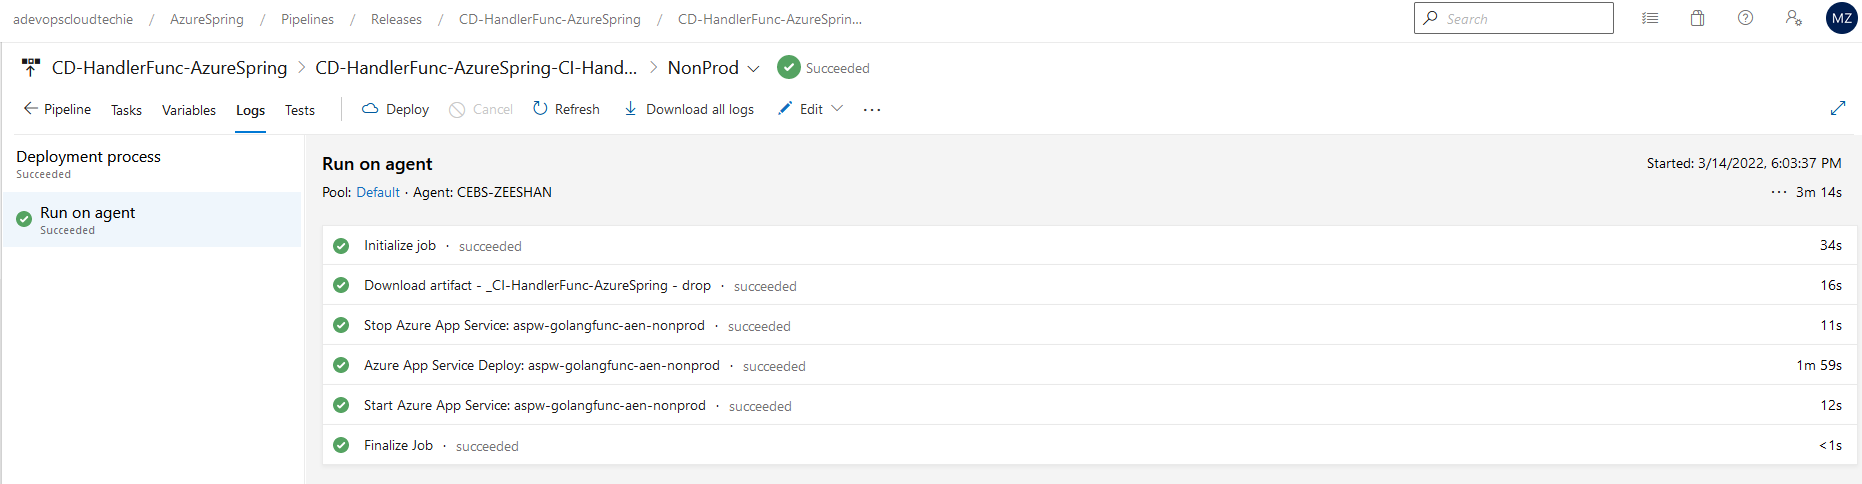 adevopscloudtechie / AzureSpring / Pipelines / Releases / CD-HandlerFunc-AzureSpring / CD-HandlerFunc-AzureSprin... Search MZ
CD-HandlerFunc-AzureSpring > CD-HandlerFunc-AzureSpring-CI-Hand... > NonProd Succeeded
Pipeline Tasks Variables Logs Tests Deploy Cancel Refresh Download all logs Edit ...
Deployment process
Succeeded
Run on agent
Succeeded
Run on agent Started: 3/14/2022, 6:03:37 PM
Pool: Default · Agent: CEBS-ZEESHAN ... 3m 14s
Initialize job · succeeded 34s
Download artifact - _CI-HandlerFunc-AzureSpring - drop · succeeded 16s
Stop Azure App Service: aspw-golangfunc-aen-nonprod · succeeded 11s
Azure App Service Deploy: aspw-golangfunc-aen-nonprod · succeeded 1m 59s
Start Azure App Service: aspw-golangfunc-aen-nonprod · succeeded 12s
Finalize Job · succeeded <1s